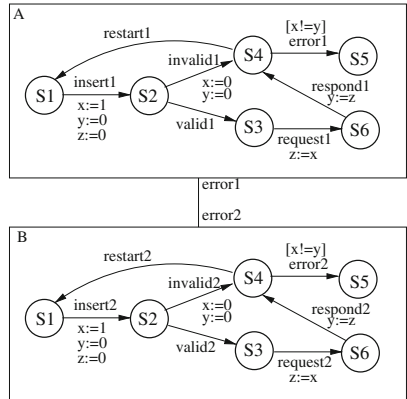 A
restart1
[x!=y]
error1
invalid1
S4
S5
insert1
x:=0
y:=0
respond1
y:=z
S1
S2
x:=1
y:=0
z:=0
valid1
S3
S6
request1
z:=x
error1
error2
B
restart2
[x!=y]
error2
invalid2
S4
S5
insert2
x:=0
y:=0
respond2
y:=z
S1
S2
x:=1
y:=0
z:=0
valid2
S3
S6
request2
z:=x